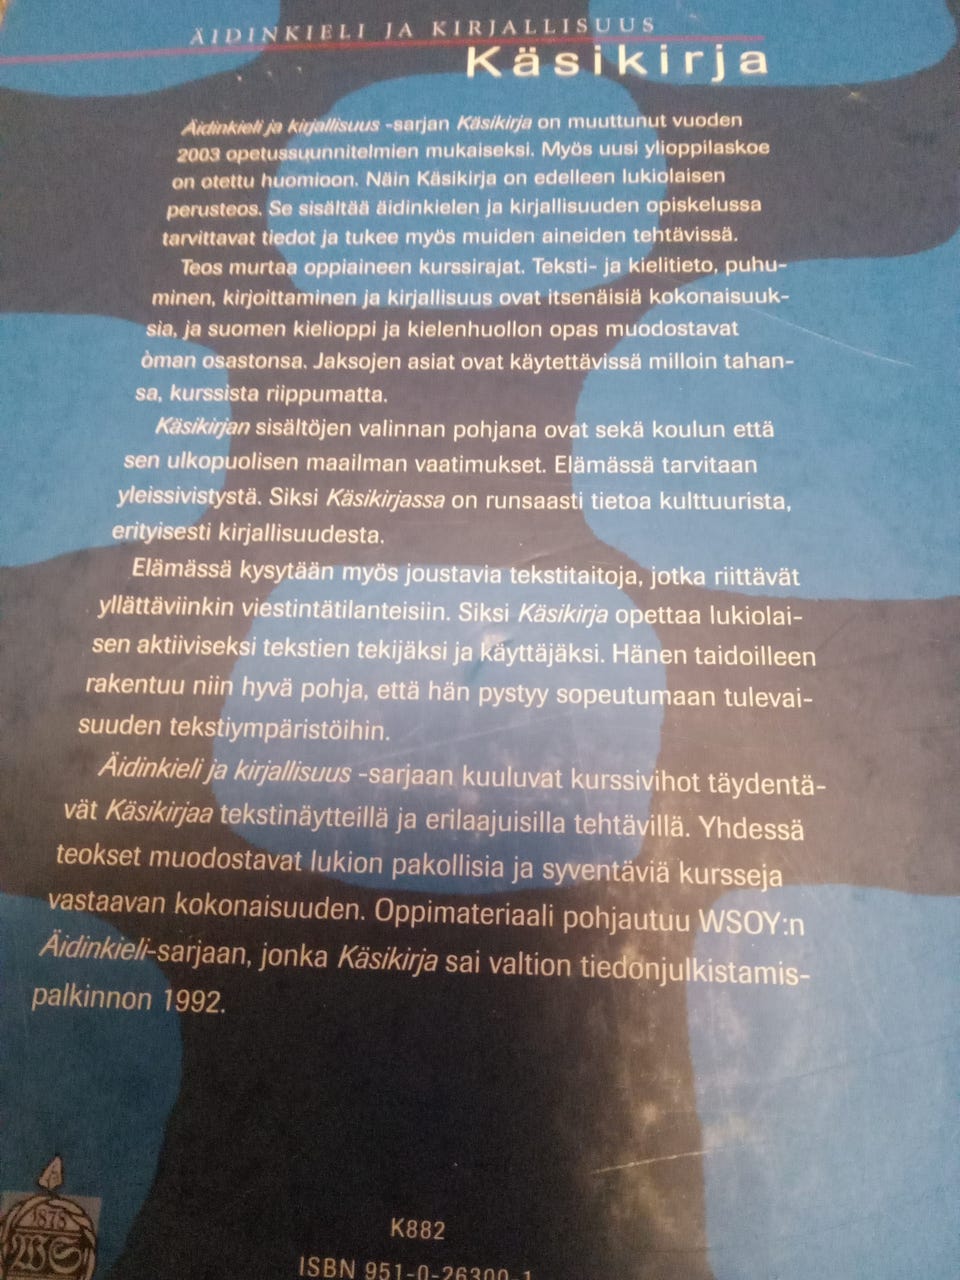 ÄIDINKIELI JA KIRJALLISUUS
Käsikirja
Äidinkieli ja kirjallisuus -sarjan Käsikirja on muuttunut vuoden
2003 opetussuunnitelmien mukaiseksi. Myös uusi ylioppilaskoe
on otettu huomioon. Näin Käsikirja on edelleen lukiolaisen
perusteos. Se sisältää äidinkielen ja kirjallisuuden opiskelussa
tarvittavat tiedot ja tukee myös muiden aineiden tehtävissä.
Teos murtaa oppiaineen kurssirajat. Teksti- ja kielitieto, puhu-
minen, kirjoittaminen ja kirjallisuus ovat itsenäisiä kokonaisuuk-
sia, ja suomen kielioppi ja kielenhuollon opas muodostavat
oman osastonsa. Jaksojen asiat ovat käytettävissä milloin tahan-
sa, kurssista riippumatta.
Käsikirjan sisältöjen valinnan pohjana ovat sekä koulun että
sen ulkopuolisen maailman vaatimukset. Elämässä tarvitaan
yleissivistystä. Siksi Käsikirjassa on runsaasti tietoa kulttuurista,
erityisesti kirjallisuudesta.
Elämässä kysytään myös joustavia tekstitaitoja, jotka riittävät
yllättäviinkin viestintätilanteisiin. Siksi Käsikirja opettaa lukiolai-
sen aktiiviseksi tekstien tekijäksi ja käyttäjäksi. Hänen taidoilleen
rakentuu niin hyvä pohja, että hän pystyy sopeutumaan tulevai-
suuden tekstiympäristöihin.
Äidinkieli ja kirjallisuus -sarjaan kuuluvat kurssivihot täydentä-
vät Käsikirjaa tekstinäytteillä ja erilaajuisilla tehtävillä. Yhdessä
teokset muodostavat lukion pakollisia ja syventäviä kursseja
vastaavan kokonaisuuden. Oppimateriaali pohjautuu WSOY:n
Äidinkieli-sarjaan, jonka Käsikirja sai valtion tiedonjulkistamis-
palkinnon 1992.
1878
WS
K882
ISBN 951-0-26300-1